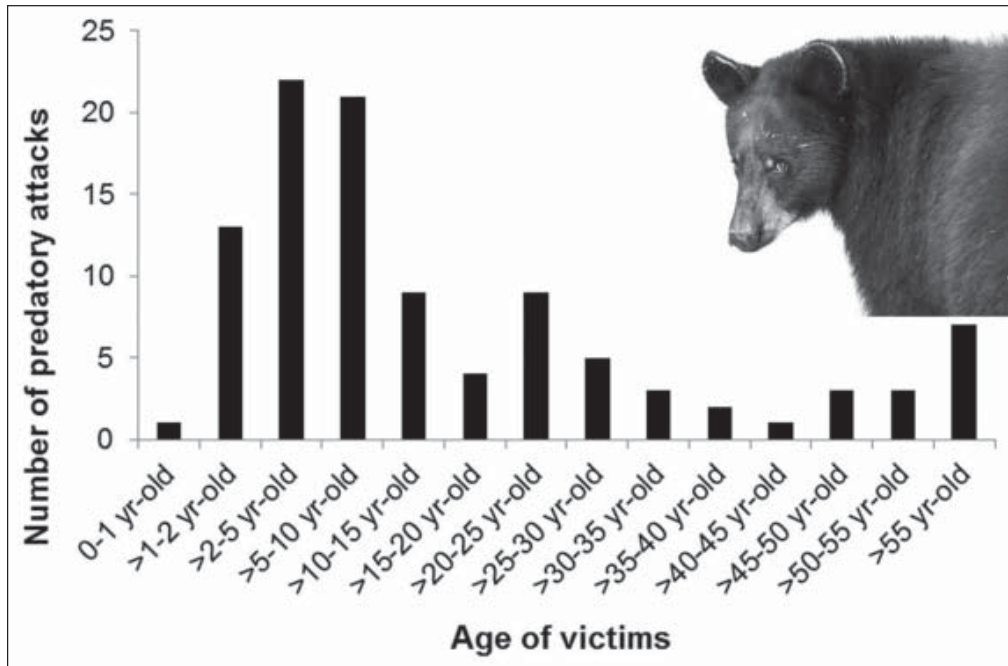 Number of predatory attacks
25
20
15
10
5
0
0-1 yr-old
>1-2 yr-old
>2-5 yr-old
>5-10 yr-old
>10-15 yr-old
>15-20 yr-old
>20-25 yr-old
>25-30 yr-old
>30-35 yr-old
>35-40 yr-old
>40-45 yr-old
>45-50 yr-old
>50-55 yr-old
>55 yr-old
Age of victims